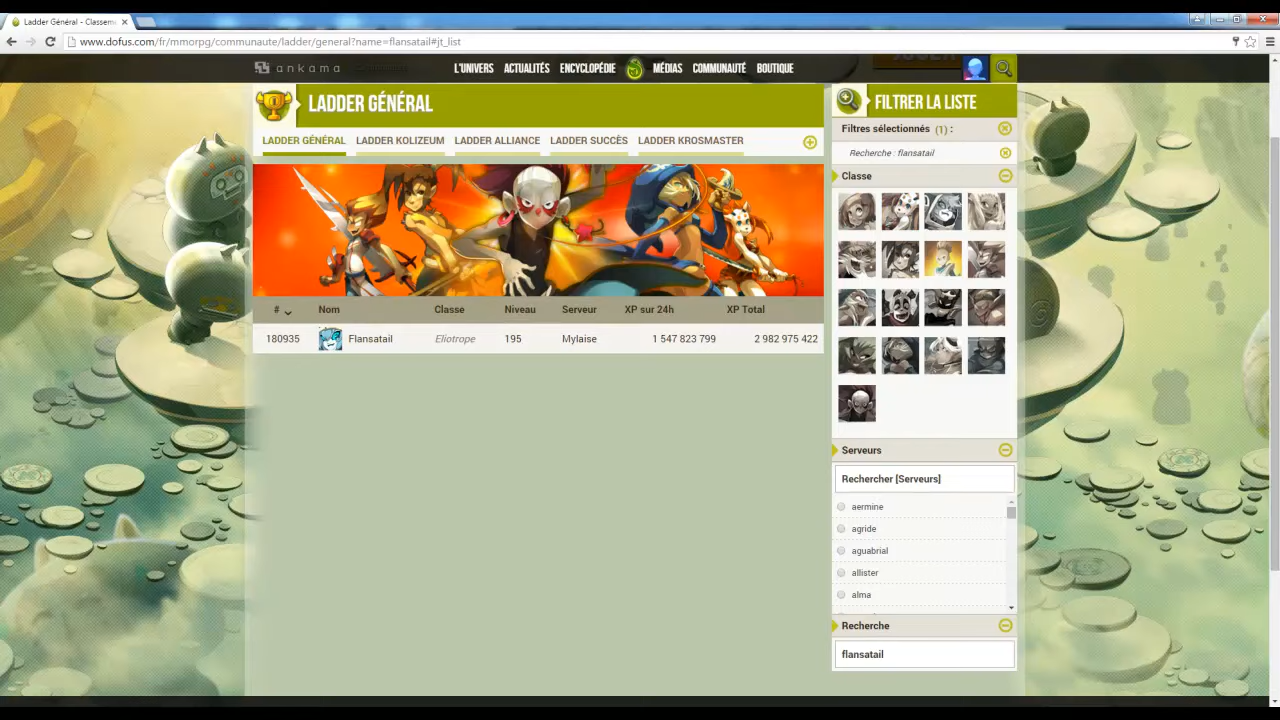 Ladder Général - Classeme
www.dofus.com/fr/mmorpg/communaute/ladder/general?name=flansatail#jt_list
ankama
L'UNIVERS ACTUALITÉS ENCYCLOPÉDIE MÉDIAS COMMUNAUTÉ BOUTIQUE
LADDER GÉNÉRAL
LADDER GÉNÉRAL LADDER KOLIZEUM LADDER ALLIANCE LADDER SUCCÈS LADDER KROSMASTER
# Nom Classe Niveau Serveur XP sur 24h XP Total
180935 Flansatail Eliotrope 195 Mylaise 1 547 823 799 2 982 975 422
FILTRER LA LISTE
Filtres sélectionnés (1) :
Recherche : flansatail
Classe
Serveurs
Rechercher [Serveurs]
aermine
agride
aguabrial
allister
alma
Recherche
flansatail